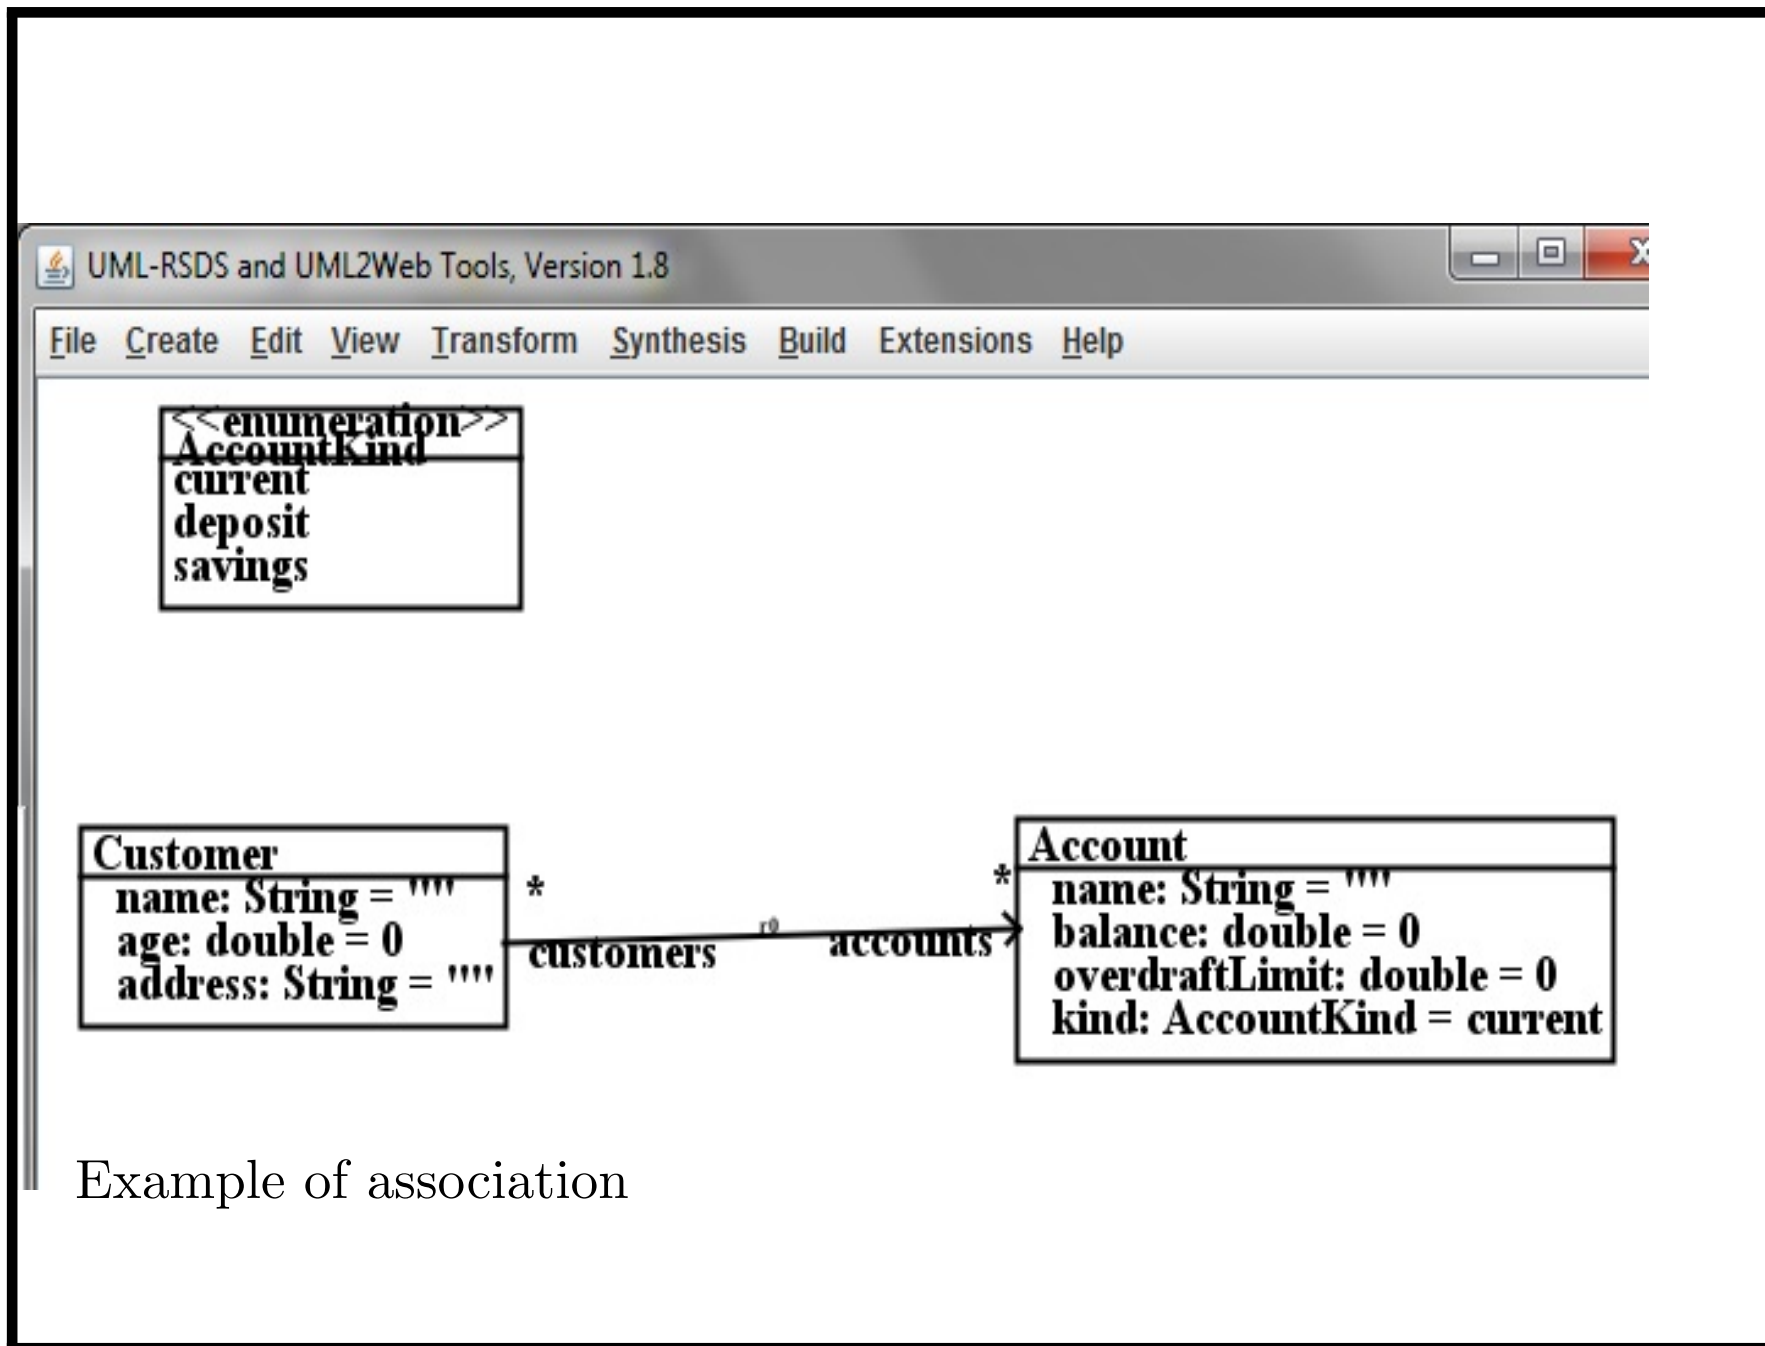 UML-RSDS and UML2Web Tools, Version 1.8
File Create Edit View Transform Synthesis Build Extensions Help
<<enumeration>>
AccountKind
current
deposit
savings
Customer
name: String = ""
age: double = 0
address: String = ""
*
customers
r0
*
accounts
Account
name: String = ""
balance: double = 0
overdraftLimit: double = 0
kind: AccountKind = current
Example of association